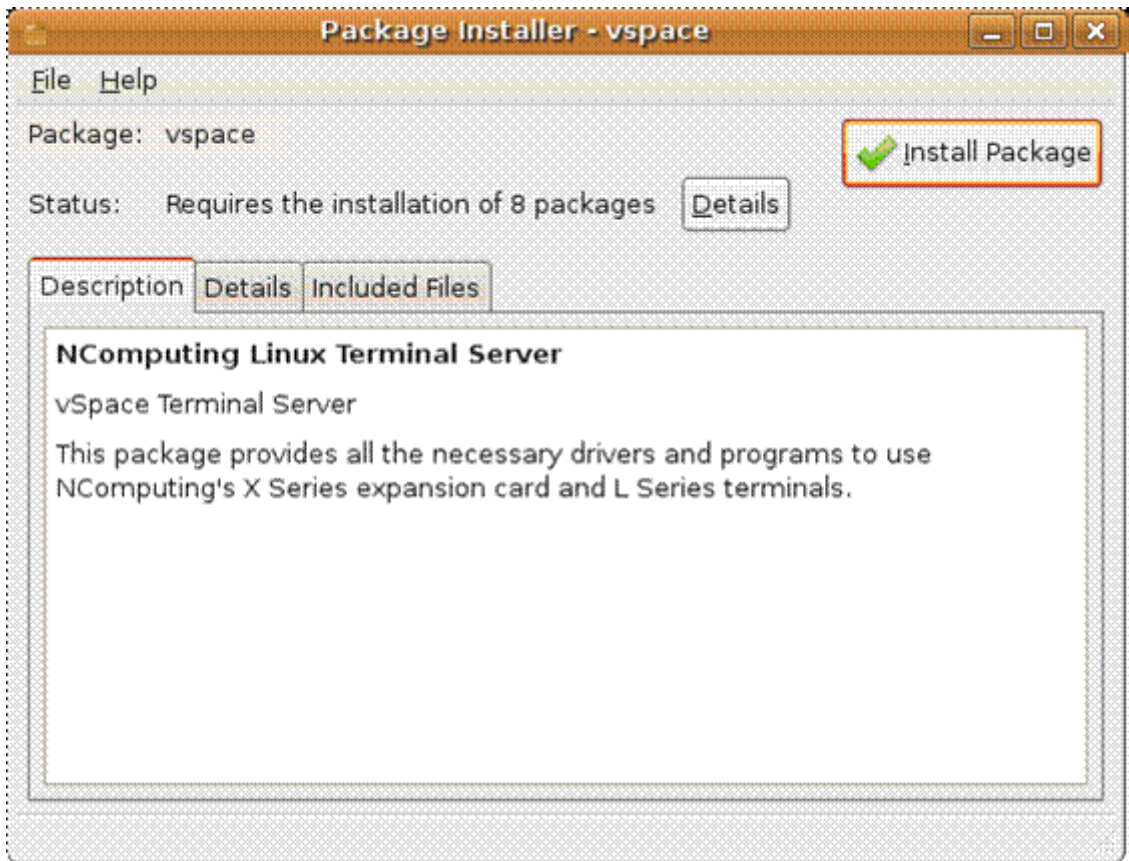 Package Installer - vspace
File Help
Package: vspace
Install Package
Status: Requires the installation of 8 packages Details
Description Details Included Files
NComputing Linux Terminal Server
vSpace Terminal Server
This package provides all the necessary drivers and programs to use
NComputing's X Series expansion card and L Series terminals.